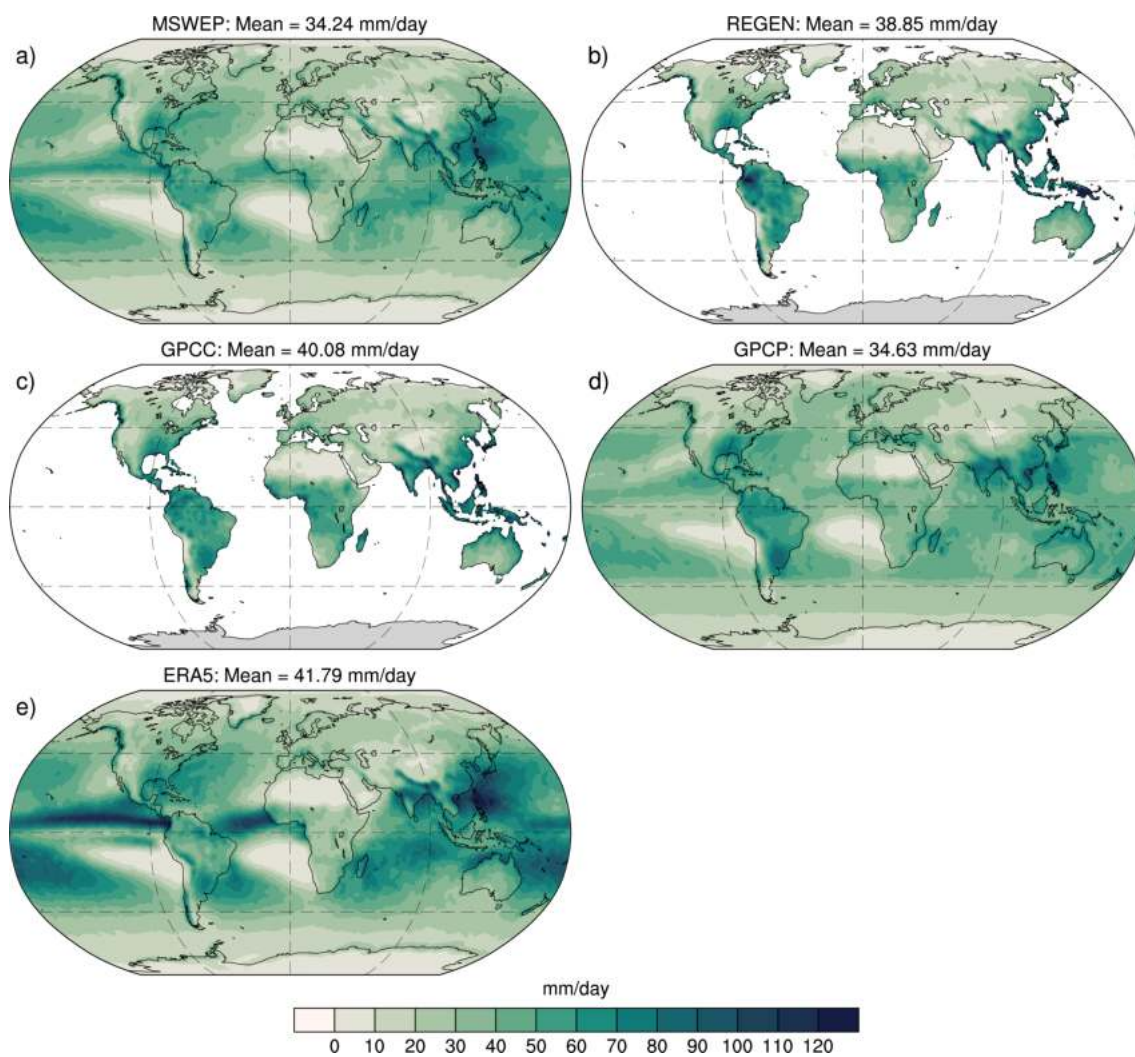 MSWEP: Mean = 34.24 mm/day
a)
REGEN: Mean = 38.85 mm/day
b)
GPCC: Mean = 40.08 mm/day
c)
GPCP: Mean = 34.63 mm/day
d)
ERA5: Mean = 41.79 mm/day
e)
mm/day
0 10 20 30 40 50 60 70 80 90 100 110 120